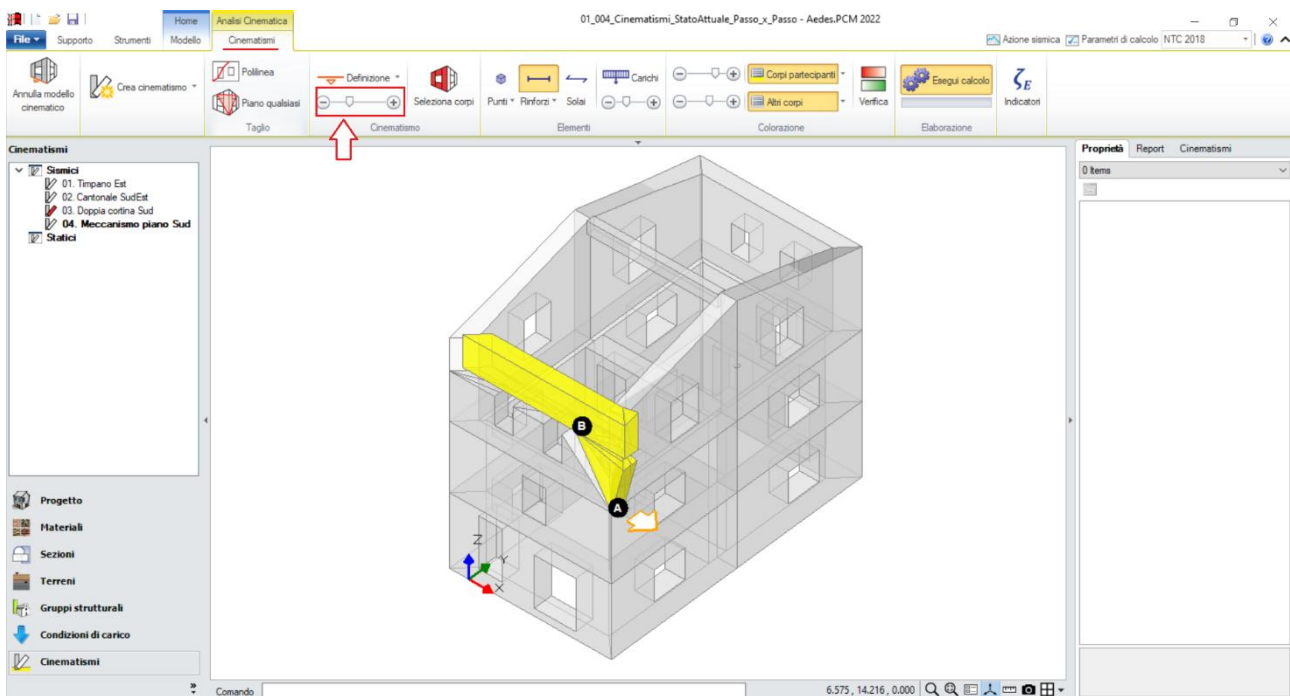 01_004_Cinematismi_StatoAttuale_Passo_x_Passo - Aedes.PCM 2022
Home
Analisi Cinematica
File
Supporto
Strumenti
Modello
Cinematismi
Azione sismica
Parametri di calcolo
NTC 2018
Annulla modello
cinematico
Crea cinematismo
Polilinea
Piano qualsiasi
Taglio
Definizione
Seleziona corpi
Cinematismo
Punti
Rinforzi
Solai
Carichi
Elementi
Corpi partecipanti
Altri corpi
Verifica
Colorazione
Esegui calcolo
Elaborazione
ζE
Indicatori
Cinematismi
Sismici
01. Timpano Est
02. Cantonale SudEst
03. Doppia cortina Sud
04. Meccanismo piano Sud
Statici
Progetto
Materiali
Sezioni
Terreni
Gruppi strutturali
Condizioni di carico
Cinematismi
B
A
Z
Y
X
Proprietà
Report
Cinematismi
0 Items
Comando
6.575 , 14.216 , 0.000